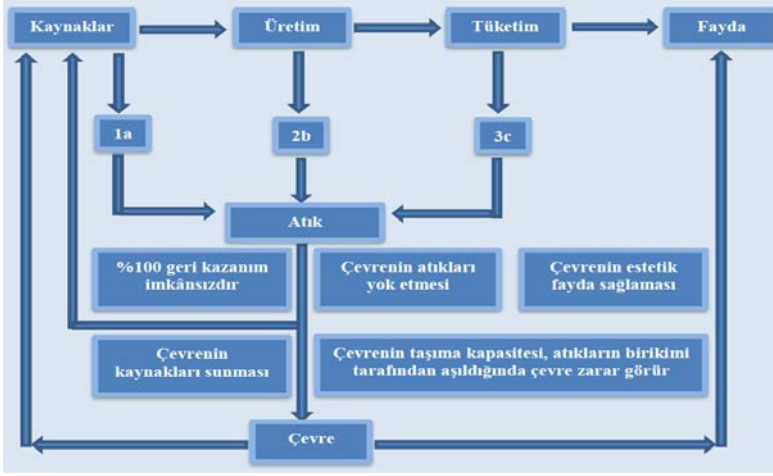 Kaynaklar
Üretim
Tüketim
Fayda
1a
2b
3c
Atık
%100 geri kazanım
imkânsızdır
Çevrenin atıkları
yok etmesi
Çevrenin estetik
fayda sağlaması
Çevrenin
kaynakları sunması
Çevrenin taşıma kapasitesi, atıkların birikimi
tarafından aşıldığında çevre zarar görür
Çevre